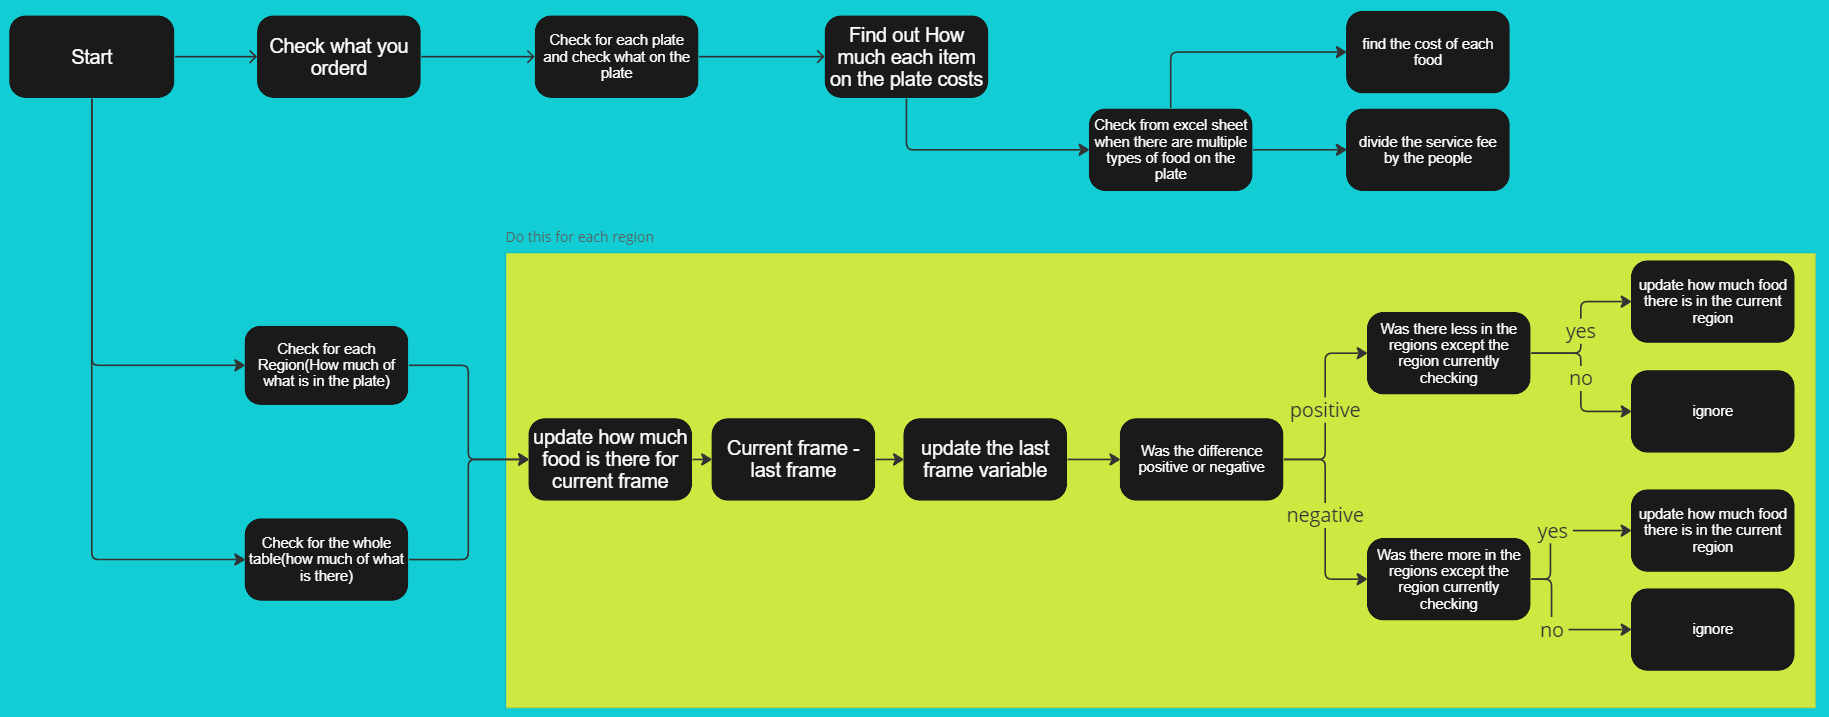 Start
Check what you
orderd
Check for each plate
and check what on the
plate
Find out How
much each item
on the plate costs
find the cost of each
food
Check from excel sheet
when there are multiple
types of food on the
plate
divide the service fee
by the people
Do this for each region
Check for each
Region(How much of
what is in the plate)
Check for the whole
table(how much of what
is there)
update how much
food is there for
current frame
Current frame -
last frame
update the last
frame variable
Was the difference
positive or negative
positive
negative
Was there less in the
regions except the
region currently
checking
yes
no
update how much food
there is in the current
region
ignore
Was there more in the
regions except the
region currently
checking
yes
no
update how much food
there is in the current
region
ignore